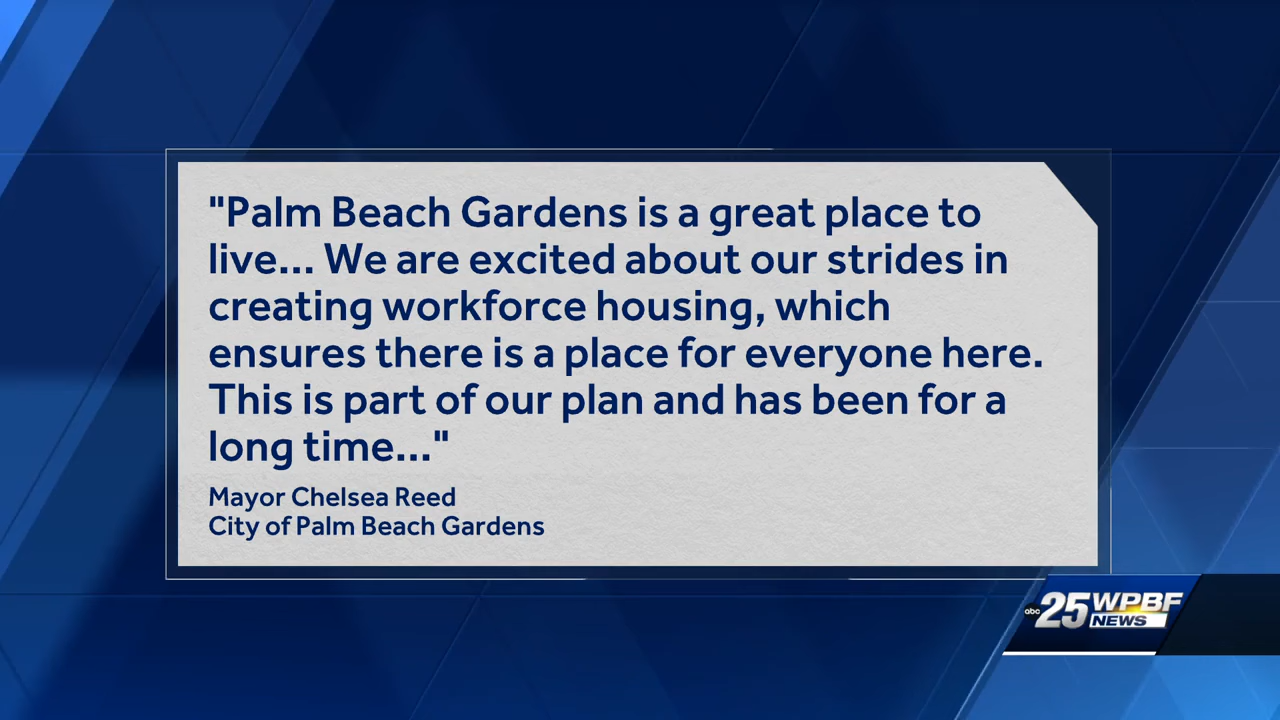 "Palm Beach Gardens is a great place to
live... We are excited about our strides in
creating workforce housing, which
ensures there is a place for everyone here.
This is part of our plan and has been for a
long time..."
Mayor Chelsea Reed
City of Palm Beach Gardens
abc 25 WPBF
NEWS